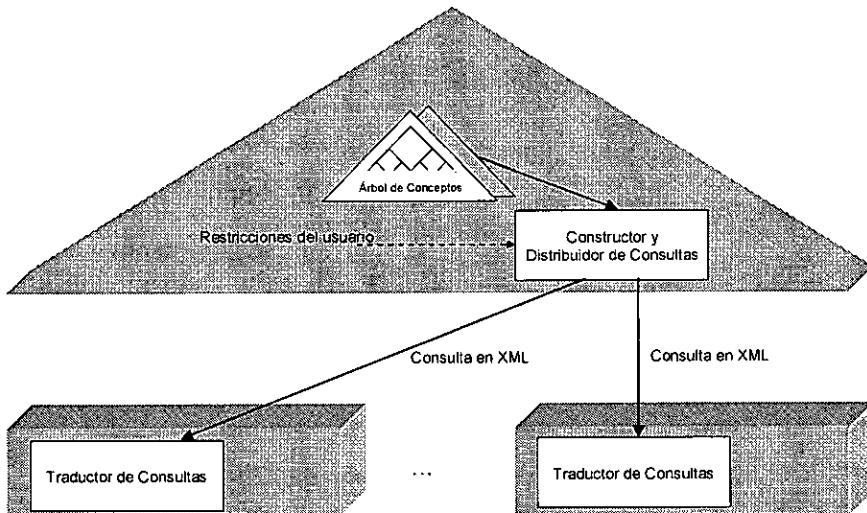 Árbol de Conceptos
Restricciones del usuario
Constructor y
Distribuidor de Consultas
Consulta en XML
Consulta en XML
Traductor de Consultas
...
Traductor de Consultas